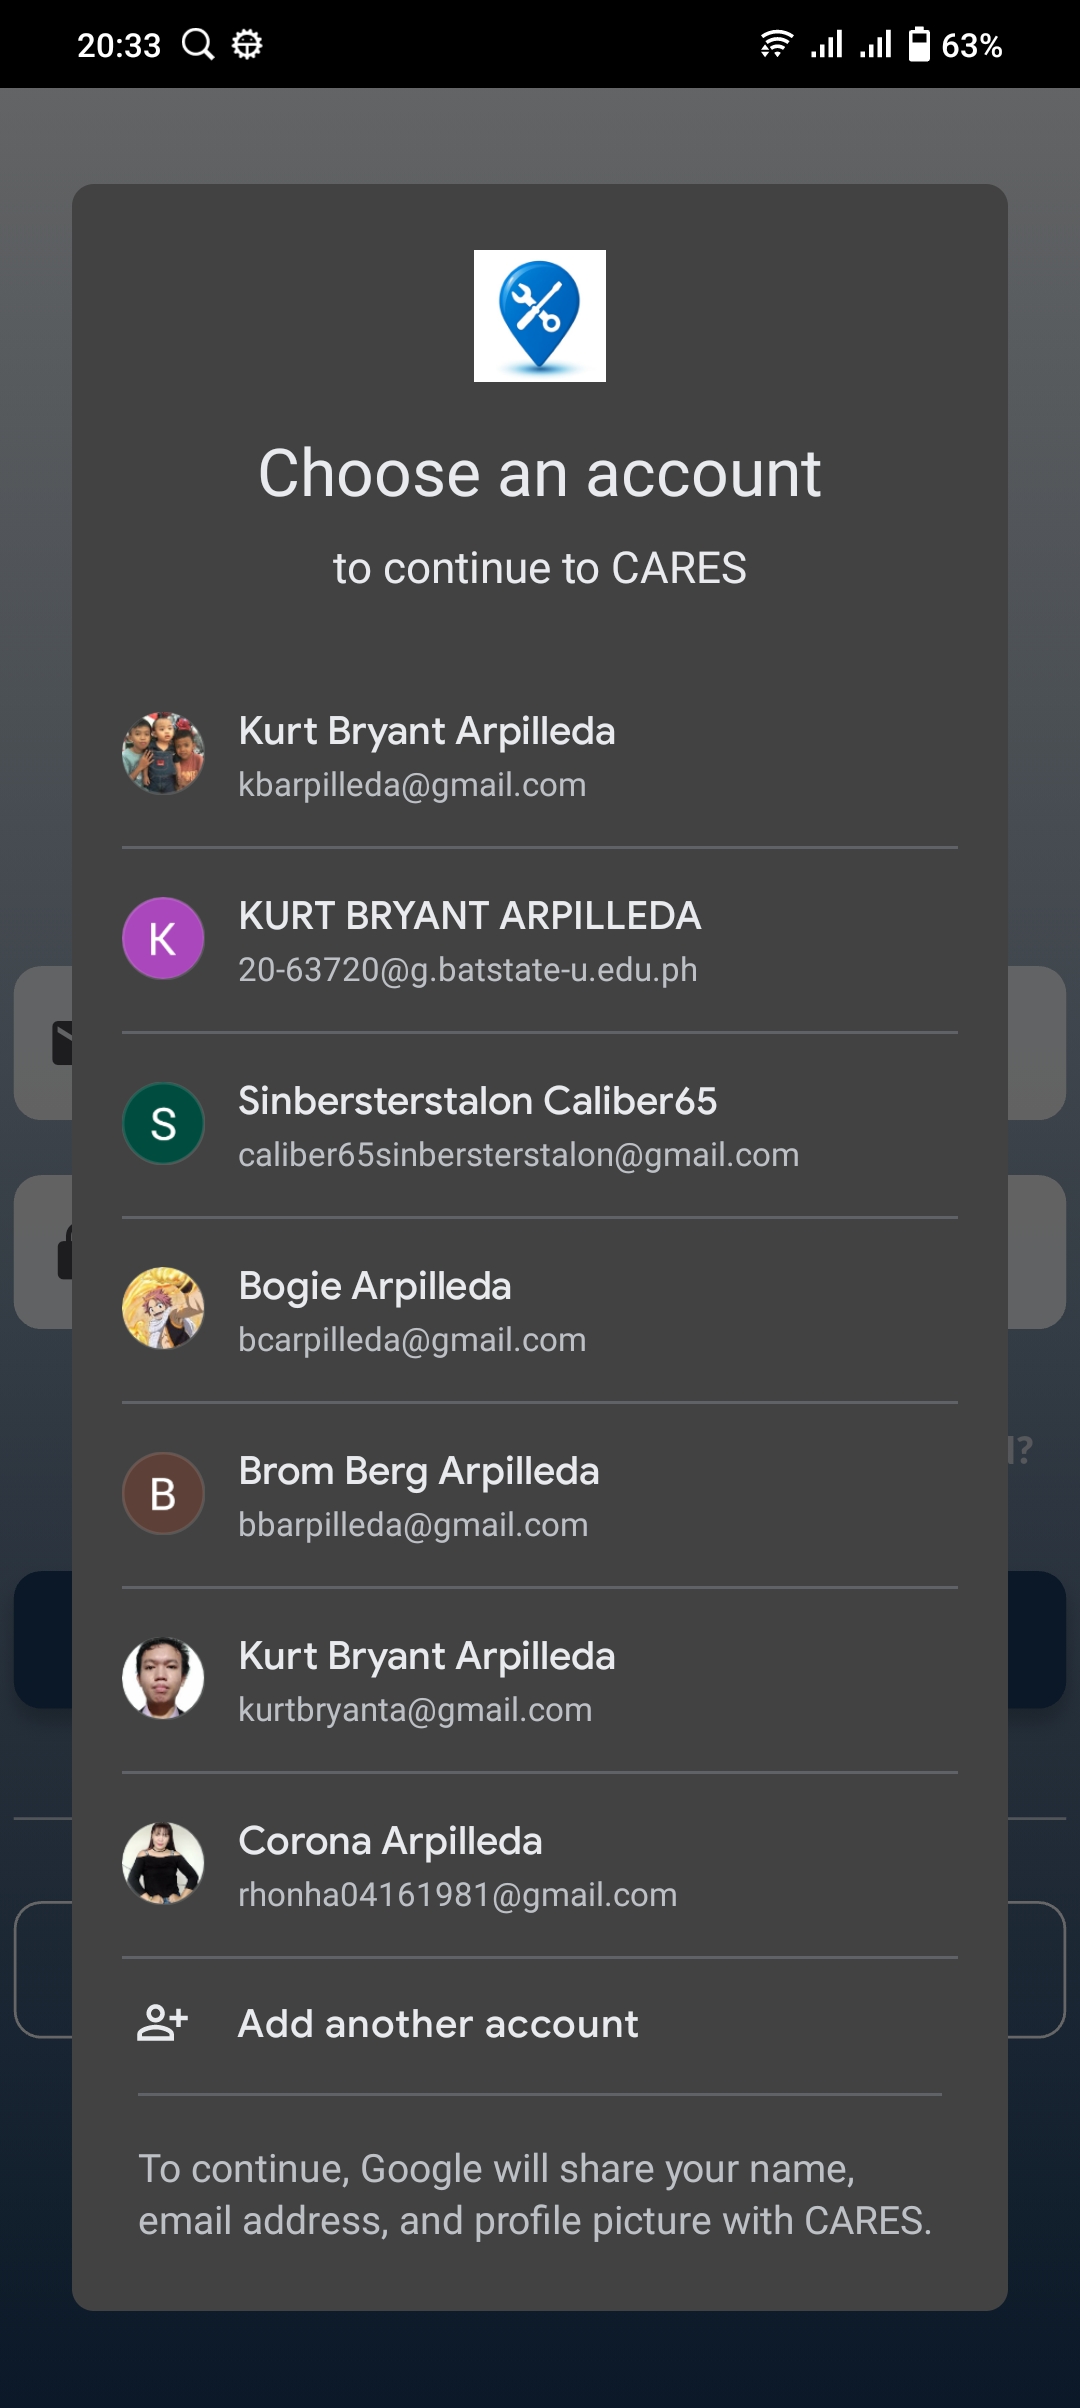 20:33
63%
Choose an account
to continue to CARES
Kurt Bryant Arpilleda
kbarpilleda@gmail.com
K
KURT BRYANT ARPILLEDA
20-63720@g.batstate-u.edu.ph
S
Sinbersterstalon Caliber65
caliber65sinbersterstalon@gmail.com
Bogie Arpilleda
bcarpilleda@gmail.com
B
Brom Berg Arpilleda
bbarpilleda@gmail.com
Kurt Bryant Arpilleda
kurtbryanta@gmail.com
Corona Arpilleda
rhonha04161981@gmail.com
Add another account
To continue, Google will share your name,
email address, and profile picture with CARES.